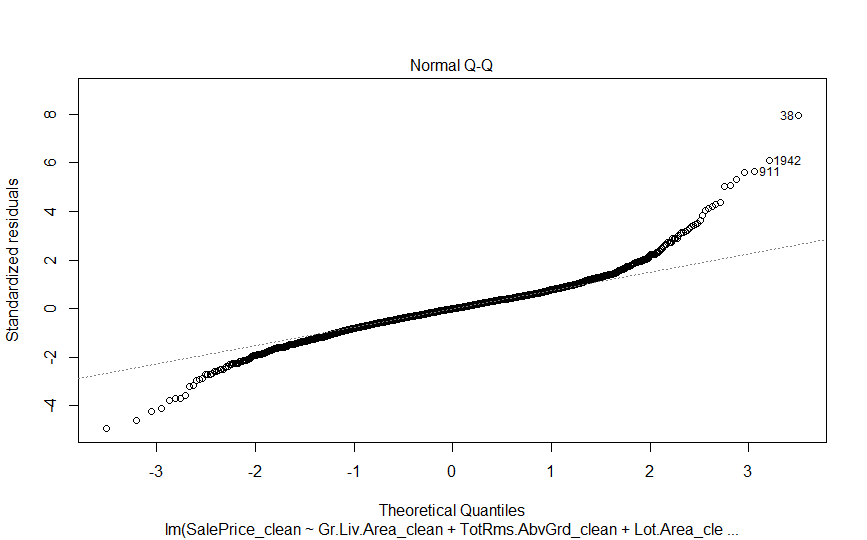 Normal Q-Q
Standardized residuals
8
6
4
2
0
-2
-4
38
1942
911
-3 -2 -1 0 1 2 3
Theoretical Quantiles
lm(SalePrice_clean ~ Gr.Liv.Area_clean + TotRms.AbvGrd_clean + Lot.Area_cle ...